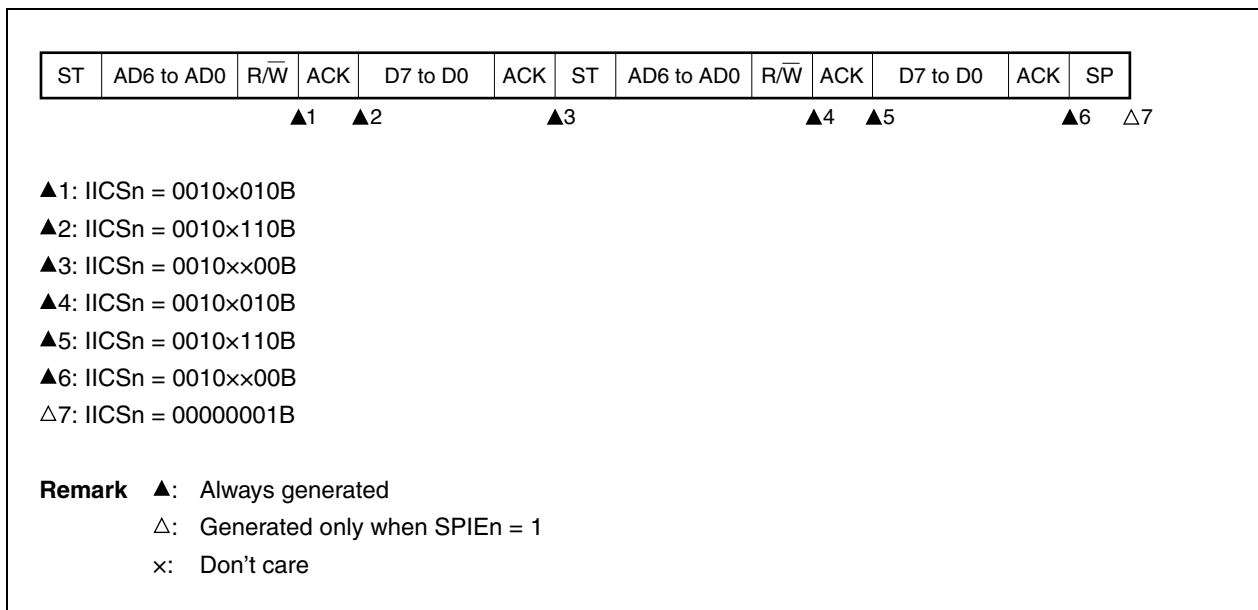 ST AD6 to AD0 R/W̅ ACK D7 to D0 ACK ST AD6 to AD0 R/W̅ ACK D7 to D0 ACK SP
▲1 ▲2 ▲3 ▲4 ▲5 ▲6 △7
▲1: IICSn = 0010×010B
▲2: IICSn = 0010×110B
▲3: IICSn = 0010××00B
▲4: IICSn = 0010×010B
▲5: IICSn = 0010×110B
▲6: IICSn = 0010××00B
△7: IICSn = 00000001B
Remark ▲: Always generated
△: Generated only when SPIEn = 1
×: Don't care